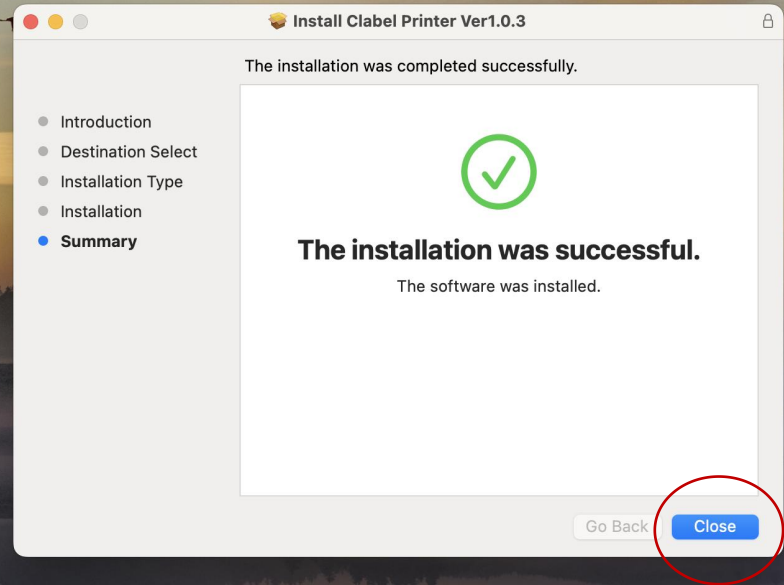 Install Clabel Printer Ver1.0.3
The installation was completed successfully.
Introduction
Destination Select
Installation Type
Installation
Summary
The installation was successful.
The software was installed.
Go Back
Close